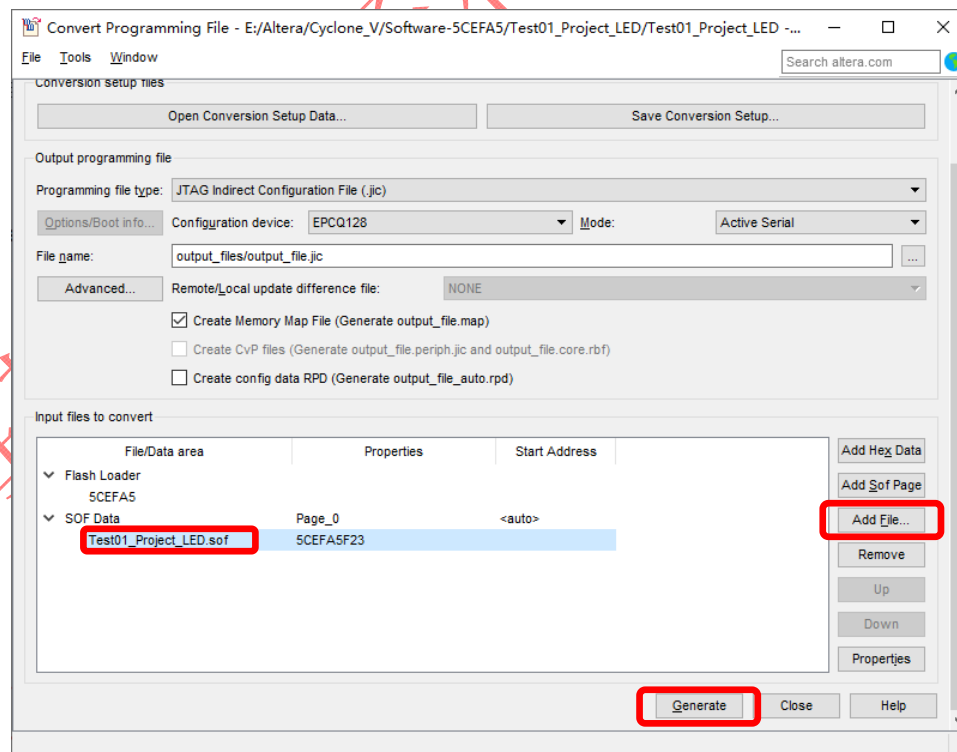 Convert Programming File - E:/Altera/Cyclone_V/Software-5CEFA5/Test01_Project_LED/Test01_Project_LED -...
File Tools Window
Search altera.com
Conversion setup files
Open Conversion Setup Data... Save Conversion Setup...
Output programming file
Programming file type: JTAG Indirect Configuration File (.jic)
Options/Boot info... Configuration device: EPCQ128 Mode: Active Serial
File name: output_files/output_file.jic ...
Advanced... Remote/Local update difference file: NONE
Create Memory Map File (Generate output_file.map)
Create CvP files (Generate output_file.periph.jic and output_file.core.rbf)
Create config data RPD (Generate output_file_auto.rpd)
Input files to convert
File/Data area Properties Start Address Add Hex Data
Flash Loader
5CEFA5 Add Sof Page
SOF Data Page_0 <auto> Add File...
Test01_Project_LED.sof 5CEFA5F23
Remove
Up
Down
Properties
Generate Close Help